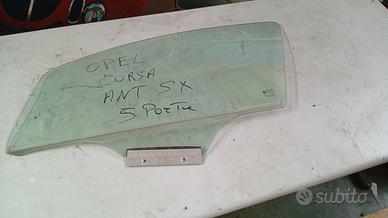 OPEL
CORSA
ANT SX
5 Porte
subito